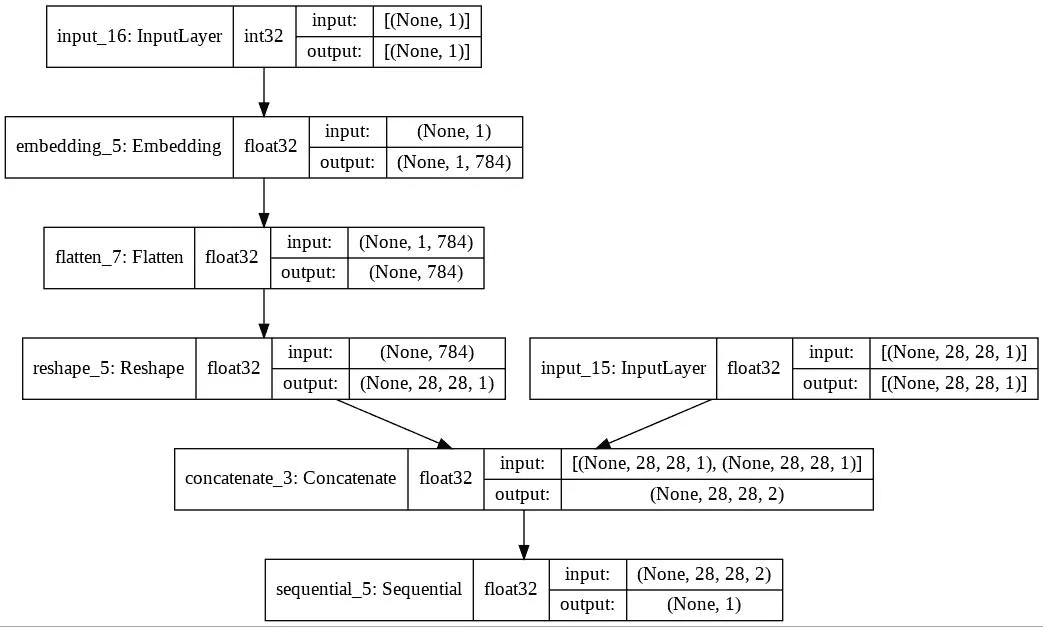 input_16: InputLayer int32 input: [(None, 1)]
output: [(None, 1)]
embedding_5: Embedding float32 input: (None, 1)
output: (None, 1, 784)
flatten_7: Flatten float32 input: (None, 1, 784)
output: (None, 784)
reshape_5: Reshape float32 input: (None, 784)
output: (None, 28, 28, 1)
input_15: InputLayer float32 input: [(None, 28, 28, 1)]
output: [(None, 28, 28, 1)]
concatenate_3: Concatenate float32 input: [(None, 28, 28, 1), (None, 28, 28, 1)]
output: (None, 28, 28, 2)
sequential_5: Sequential float32 input: (None, 28, 28, 2)
output: (None, 1)